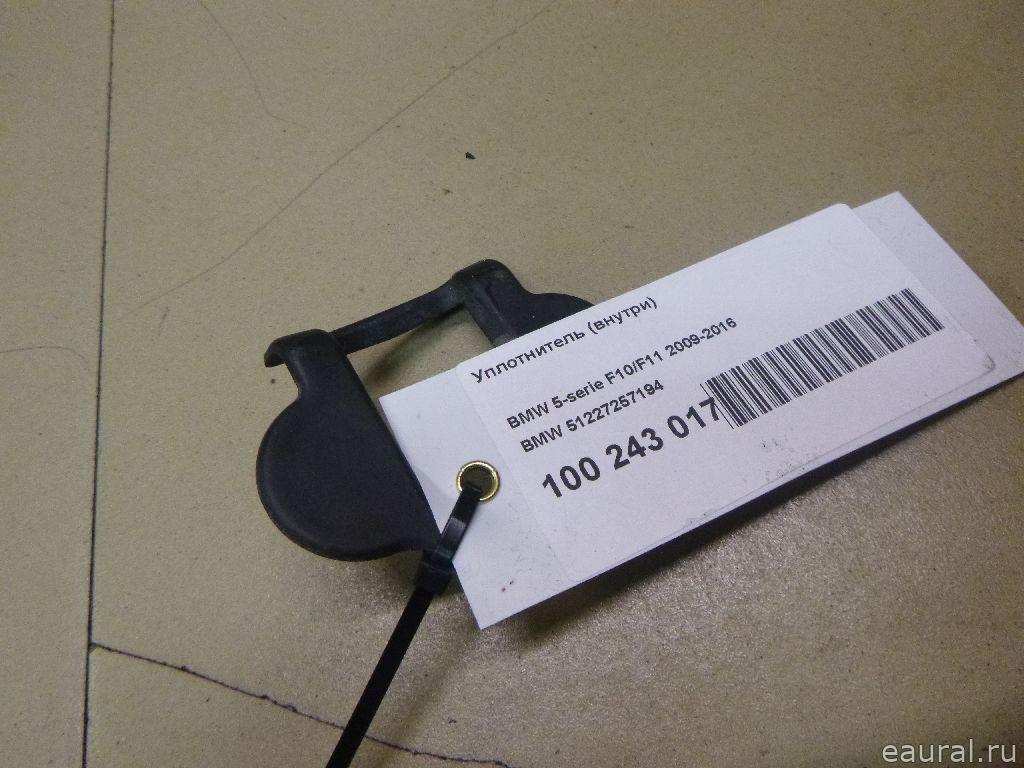 Уплотнитель (внутри)
BMW 5-serie F10/F11 2009-2016
BMW 51227257194
100 243 017
eaural.ru